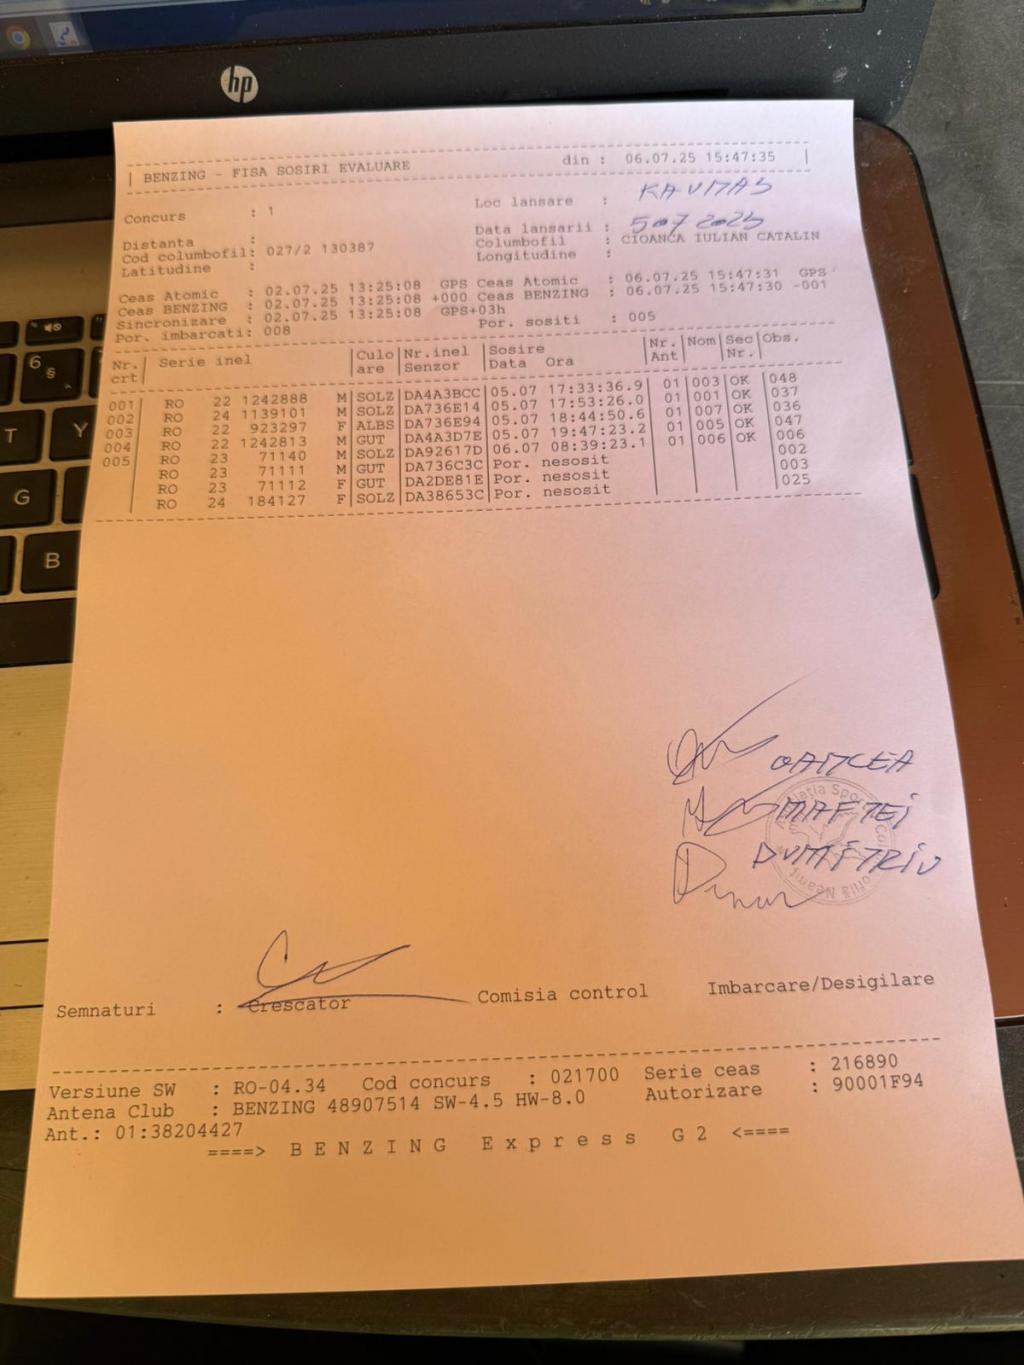 hp
BENZING - FISA SOSIRI EVALUARE din : 06.07.25 15:47:35
Concurs : 1 Loc lansare : KAUNAS
Data lansarii : 5 07 2025
Distanta : Columbofil : CIOANCA IULIAN CATALIN
Cod columbofil: 027/2 130387 Longitudine :
Latitudine :
Ceas Atomic : 02.07.25 13:25:08 GPS Ceas Atomic : 06.07.25 15:47:31 GPS
Ceas BENZING : 02.07.25 13:25:08 +000 Ceas BENZING : 06.07.25 15:47:30 -001
Sincronizare : 02.07.25 13:25:08 GPS+03h
Por. imbarcati: 008 Por. sositi : 005
Nr. Serie inel Culo Nr.inel Sosire Nr. Nom Sec Obs.
crt are Senzor Data Ora Ant Nr.
001 RO 22 1242888 M SOLZ DA4A3BCC 05.07 17:33:36.9 01 003 OK 048
002 RO 24 1139101 M SOLZ DA736E14 05.07 17:53:26.0 01 001 OK 037
003 RO 22 923297 F ALBS DA736E94 05.07 18:44:50.6 01 007 OK 036
004 RO 22 1242813 M GUT DA4A3D7E 05.07 19:47:23.2 01 005 OK 047
005 RO 23 71140 M SOLZ DA92617D 06.07 08:39:23.1 01 006 OK 006
RO 23 71111 M GUT DA736C3C Por. nesosit 002
RO 23 71112 F GUT DA2DE81E Por. nesosit 003
RO 24 184127 F SOLZ DA38653C Por. nesosit 025
OANCEA
MAFTEI
DUMITRIU
Semnaturi : Crescator Comisia control Imbarcare/Desigilare
Versiune SW : RO-04.34 Cod concurs : 021700 Serie ceas : 216890
Antena Club : BENZING 48907514 SW-4.5 HW-8.0 Autorizare : 90001F94
Ant.: 01:38204427
====> B E N Z I N G E x p r e s s G 2 <====